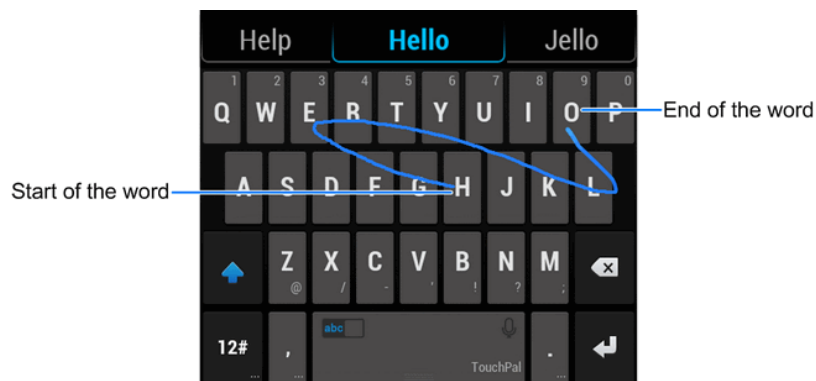 Help Hello Jello
1 2 3 4 5 6 7 8 9 0
Q W E R T Y U I O P
End of the word
Start of the word
A S D F G H J K L
Z X C V B N M
@ / - ' ! ? ;
abc
12# , .
TouchPal
... ... ...